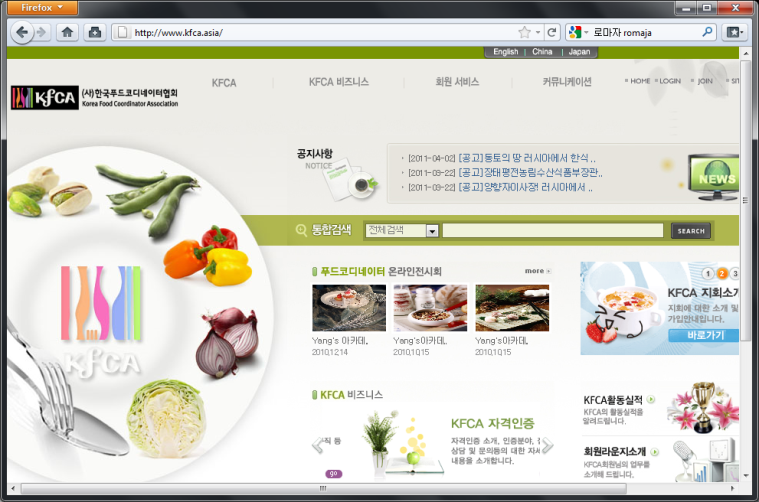 Firefox
http://www.kfca.asia/
로마자 romaja
English | China | Japan
KFCA
(사)한국푸드코디네이터협회
Korea Food Coordinator Association
KFCA
KFCA 비즈니스
회원 서비스
커뮤니케이션
HOME
LOGIN
JOIN
SIT
공지사항
NOTICE
[2011-04-02] [공고]동토의 땅 러시아에서 한식 ..
[2011-03-22] [공고]장태평전농림수산식품부장관..
[2011-03-22] [공고] 양향자이사장! 러시아에서 ..
NEWS
통합검색
전체검색
SEARCH
푸드코디네이터 온라인전시회
more
Yang's 아카데..
2010.12.14
Yang's 아카데..
2010.10.15
Yang's 아카데..
2010.10.15
1 2 3
KFCA 지회소개
지회에 대한 소개 및
가입안내입니다.
바로가기
KFCA
KFCA 비즈니스
직 등
go
KFCA 자격인증
자격인증 소개, 인증분야,
상담 및 문의등의 대한 자세
내용을 소개합니다.
KFCA활동실적
KFCA의 활동실적을
알려드립니다.
회원라운지소개
KFCA회원님의 업무를
소개해 드립니다.